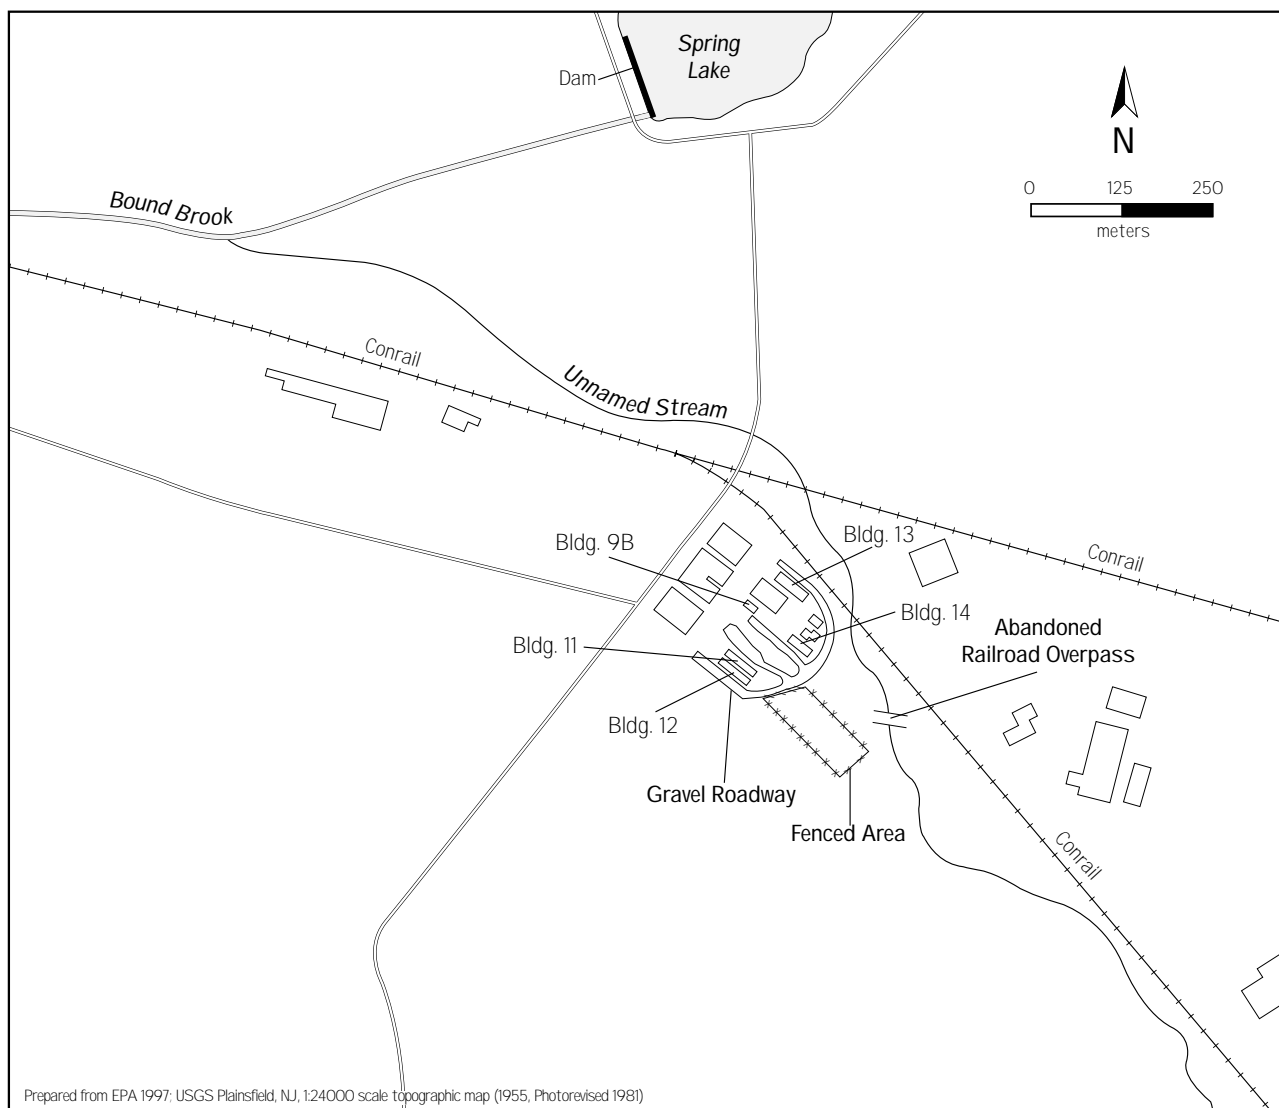 Spring
Lake
Dam
N
0 125 250
meters
Bound Brook
Conrail
Unnamed Stream
Bldg. 9B
Bldg. 13
Conrail
Bldg. 14
Abandoned
Railroad Overpass
Bldg. 11
Bldg. 12
Gravel Roadway
Fenced Area
Conrail
Prepared from EPA 1997; USGS Plainsfield, NJ, 1:24000 scale topographic map (1955, Photorevised 1981)